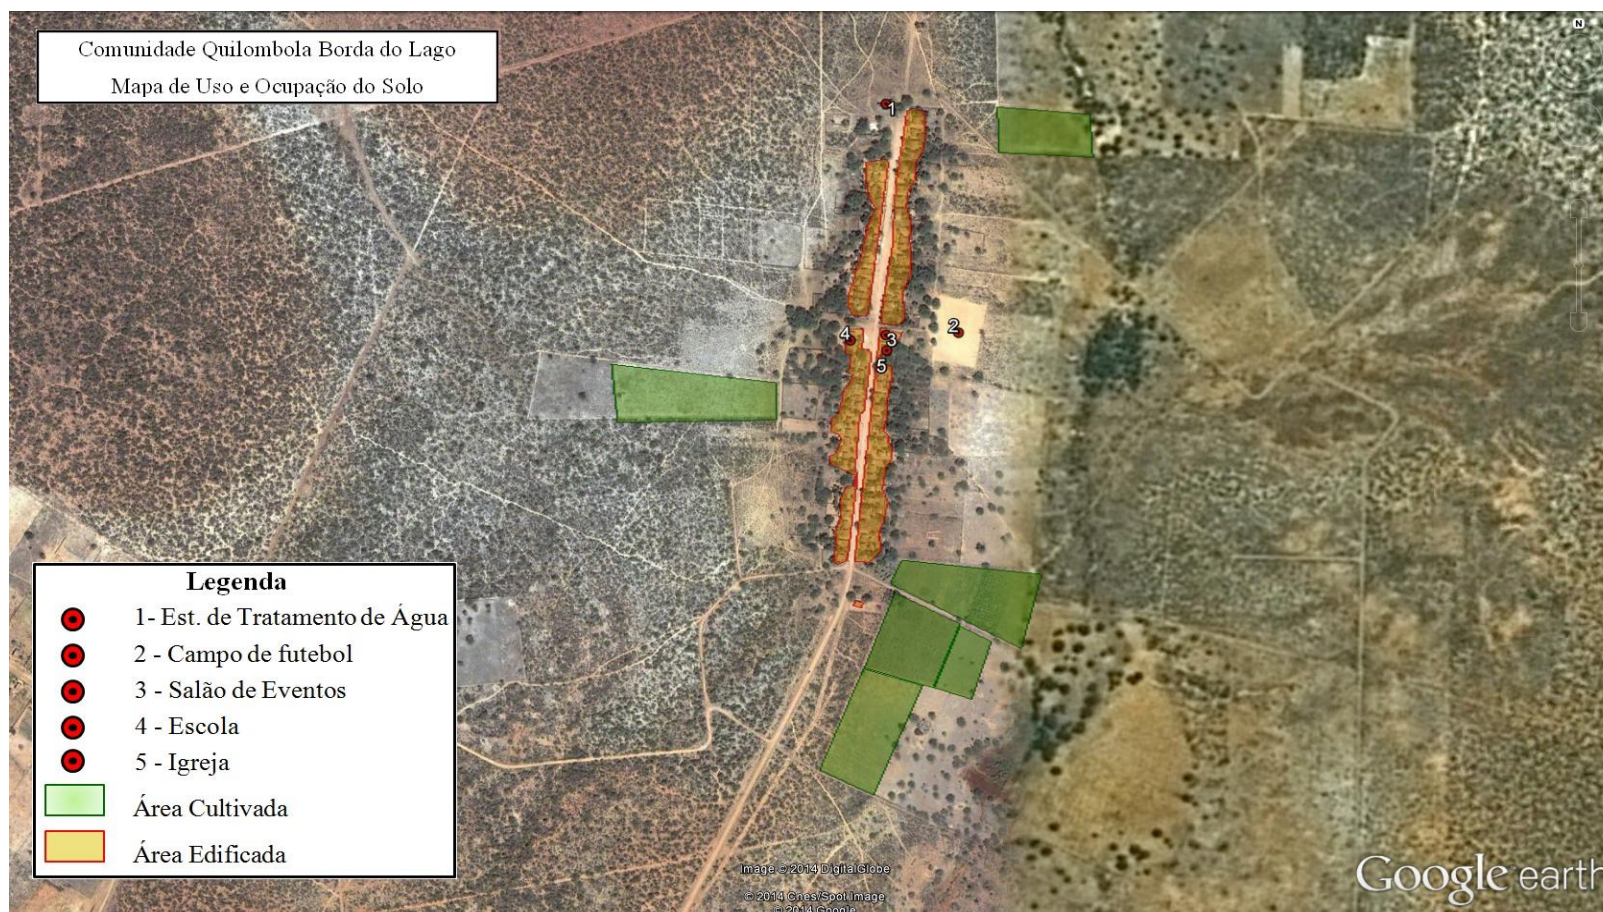 Comunidade Quilombola Borda do Lago
Mapa de Uso e Ocupação do Solo
N
1
2
4
3
5
Legenda
1- Est. de Tratamento de Água
2 - Campo de futebol
3 - Salão de Eventos
4 - Escola
5 - Igreja
Área Cultivada
Área Edificada
Image © 2014 DigitalGlobe
© 2014 Cnes/Spot Image
© 2014 Google
Google earth